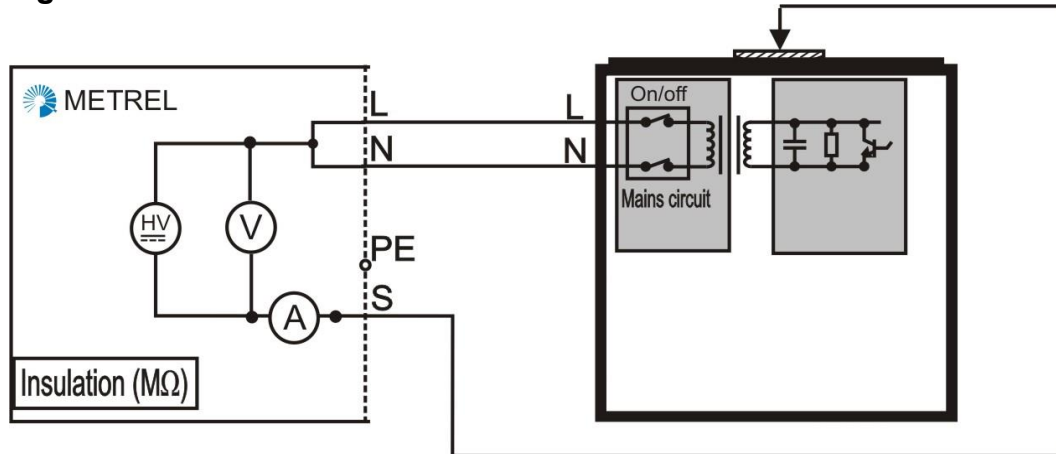 METREL
HV
V
A
L
N
PE
S
Insulation (MΩ)
L
N
On/off
Mains circuit